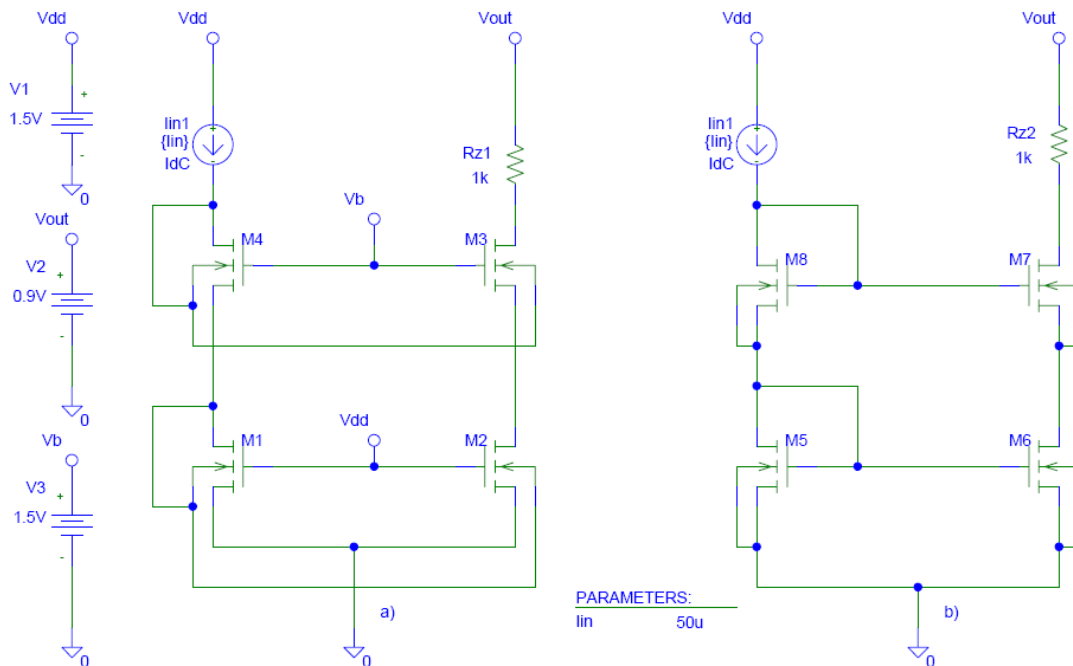 Vdd
Vdd
Vout
Vdd
Vout
V1
+
1.5V
-
0
Iin1
{Iin}
IdC
+
-
Rz1
1k
Iin1
{Iin}
IdC
+
-
Rz2
1k
Vout
V2
+
0.9V
-
0
Vb
M4
M3
M8
M7
Vb
V3
+
1.5V
-
0
Vdd
M1
M2
M5
M6
a)
0
PARAMETERS:
Iin 50u
b)
0